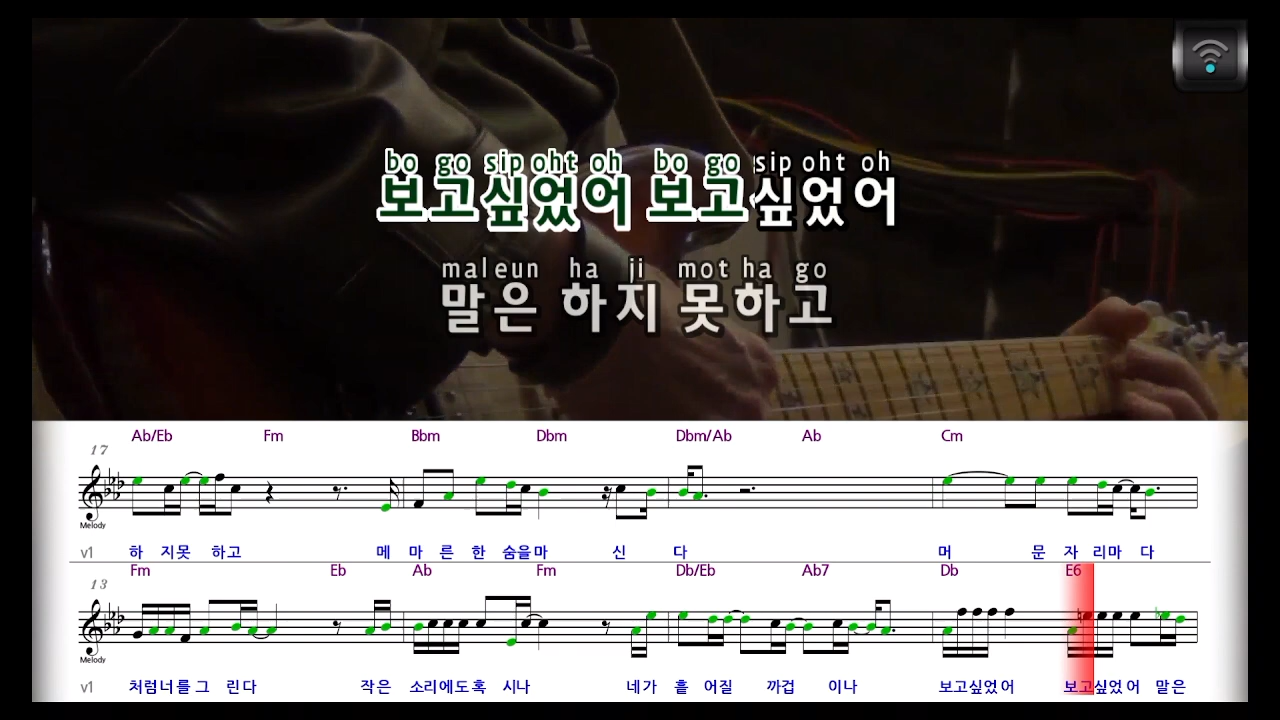 bo go sip oht oh bo go sip oht oh
보고싶었어 보고싶었어
mal eun ha ji mot ha go
말은 하지 못하고
Ab/Eb Fm Bbm Dbm Dbm/Ab Ab Cm
17
Melody
v1 하 지못 하고 메 마 른 한 숨을마 신 다 머 문 자 리마 다
Fm Eb Ab Fm Db/Eb Ab7 Db E6
13
Melody
v1 처럼너를 그 린다 작은 소리에도혹 시나 네가 흩 어질 까겁 이나 보고싶었어 보고싶었어 말은